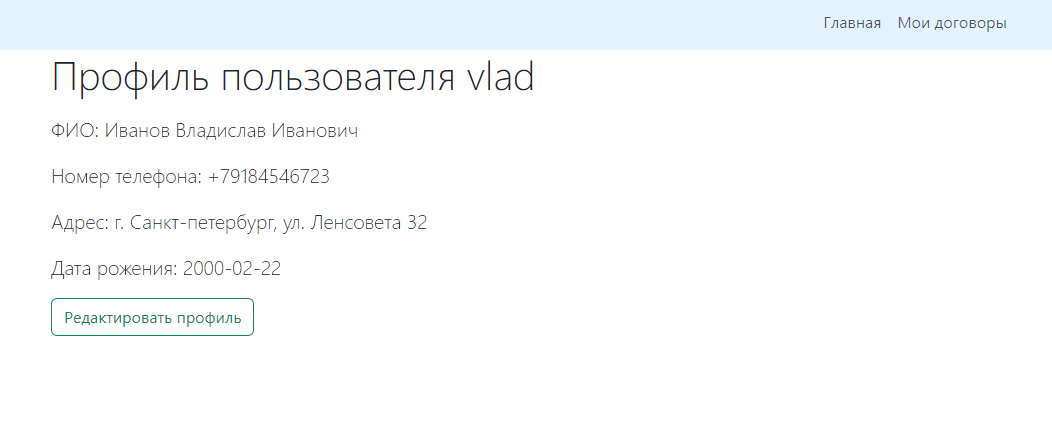 Главная Мои договоры
Профиль пользователя vlad
ФИО: Иванов Владислав Иванович
Номер телефона: +79184546723
Адрес: г. Санкт-петербург, ул. Ленсовета 32
Дата рожения: 2000-02-22
Редактировать профиль